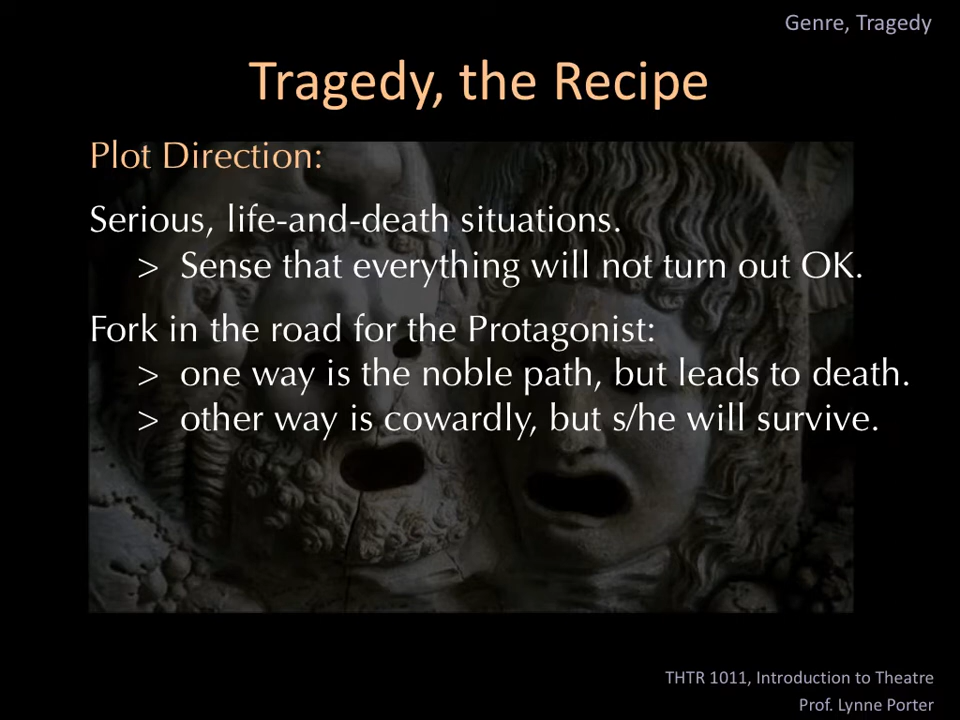 Genre, Tragedy
Tragedy, the Recipe
Plot Direction:
Serious, life-and-death situations.
> Sense that everything will not turn out OK.
Fork in the road for the Protagonist:
> one way is the noble path, but leads to death.
> other way is cowardly, but s/he will survive.
THTR 1011, Introduction to Theatre
Prof. Lynne Porter